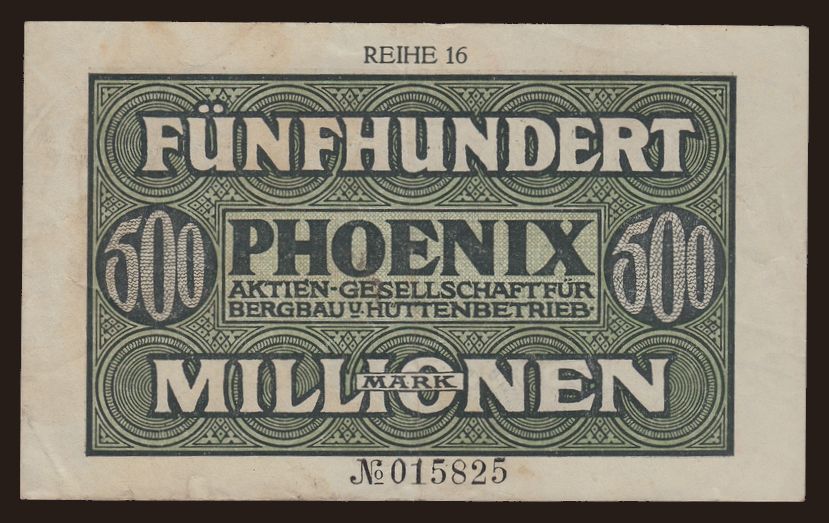 REIHE 16
FÜNFHUNDERT
500 PHOENIX 500
AKTIEN-GESELLSCHAFT FÜR
BERGBAU U. HÜTTENBETRIEB
MILLIONEN
MARK
№ 015825